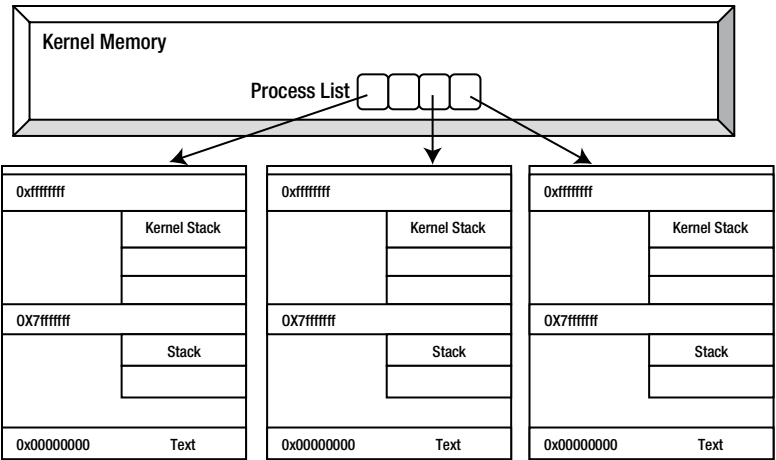 Kernel Memory
Process List
0xffffffff
Kernel Stack
0X7fffffff
Stack
0x00000000 Text
0xffffffff
Kernel Stack
0X7fffffff
Stack
0x00000000 Text
0xffffffff
Kernel Stack
0X7fffffff
Stack
0x00000000 Text